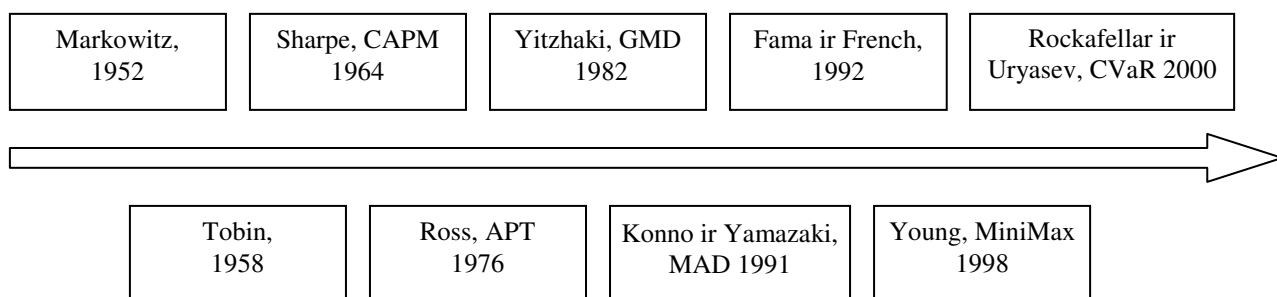 Markowitz,
1952
Sharpe, CAPM
1964
Yitzhaki, GMD
1982
Fama ir French,
1992
Rockafellar ir
Uryasev, CVaR 2000
Tobin,
1958
Ross, APT
1976
Konno ir Yamazaki,
MAD 1991
Young, MiniMax
1998